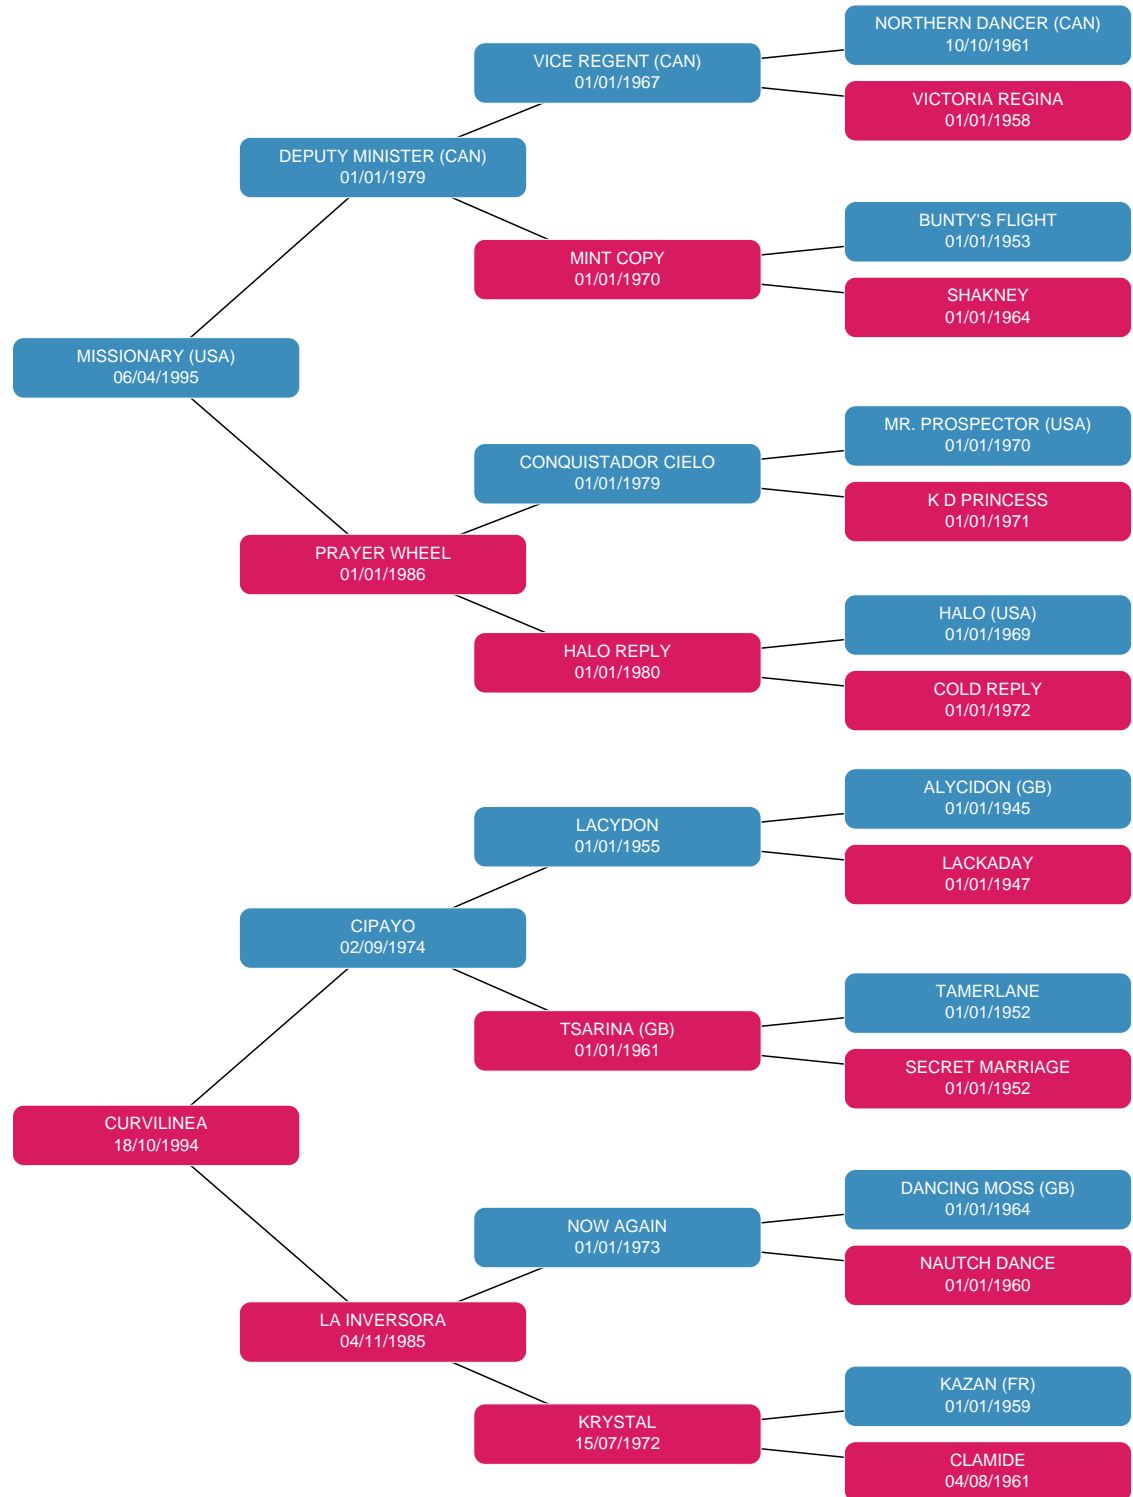 NORTHERN DANCER (CAN)
10/10/1961
VICE REGENT (CAN)
01/01/1967
VICTORIA REGINA
01/01/1958
DEPUTY MINISTER (CAN)
01/01/1979
BUNTY'S FLIGHT
01/01/1953
MINT COPY
01/01/1970
SHAKNEY
01/01/1964
MISSIONARY (USA)
06/04/1995
MR. PROSPECTOR (USA)
01/01/1970
CONQUISTADOR CIELO
01/01/1979
K D PRINCESS
01/01/1971
PRAYER WHEEL
01/01/1986
HALO (USA)
01/01/1969
HALO REPLY
01/01/1980
COLD REPLY
01/01/1972
ALYCIDON (GB)
01/01/1945
LACYDON
01/01/1955
LACKADAY
01/01/1947
CIPAYO
02/09/1974
TAMERLANE
01/01/1952
TSARINA (GB)
01/01/1961
SECRET MARRIAGE
01/01/1952
CURVILINEA
18/10/1994
DANCING MOSS (GB)
01/01/1964
NOW AGAIN
01/01/1973
NAUTCH DANCE
01/01/1960
LA INVERSORA
04/11/1985
KAZAN (FR)
01/01/1959
KRYSTAL
15/07/1972
CLAMIDE
04/08/1961